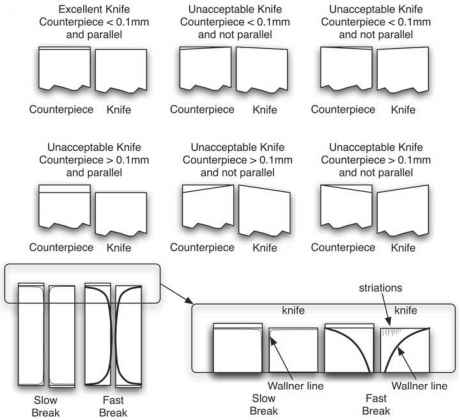 Excellent Knife
Counterpiece < 0.1mm
and parallel
Unacceptable Knife
Counterpiece < 0.1mm
and not parallel
Unacceptable Knife
Counterpiece < 0.1mm
and not parallel
Counterpiece Knife
Counterpiece Knife
Counterpiece Knife
Unacceptable Knife
Counterpiece > 0.1mm
and parallel
Unacceptable Knife
Counterpiece > 0.1mm
and not parallel
Unacceptable Knife
Counterpiece > 0.1mm
and not parallel
Counterpiece Knife
Counterpiece Knife
Counterpiece Knife
striations
knife
knife
Wallner line
Wallner line
Slow
Break
Fast
Break
Slow
Break
Fast
Break